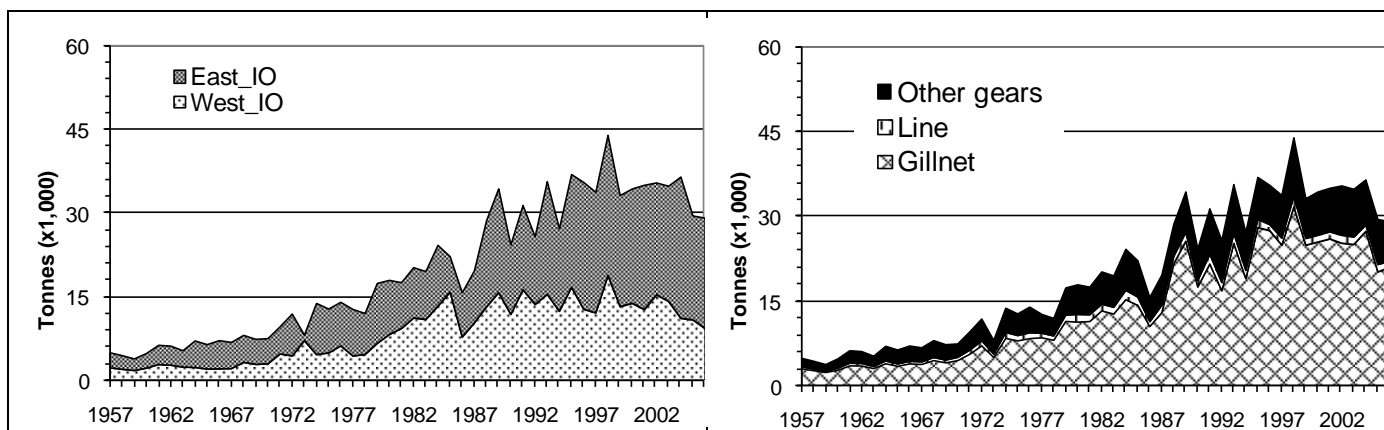 Tonnes (x1,000)
60
45
30
15
0
East_IO
West_IO
1957 1962 1967 1972 1977 1982 1987 1992 1997 2002
Tonnes (x1,000)
60
45
30
15
0
Other gears
Line
Gillnet
1957 1962 1967 1972 1977 1982 1987 1992 1997 2002